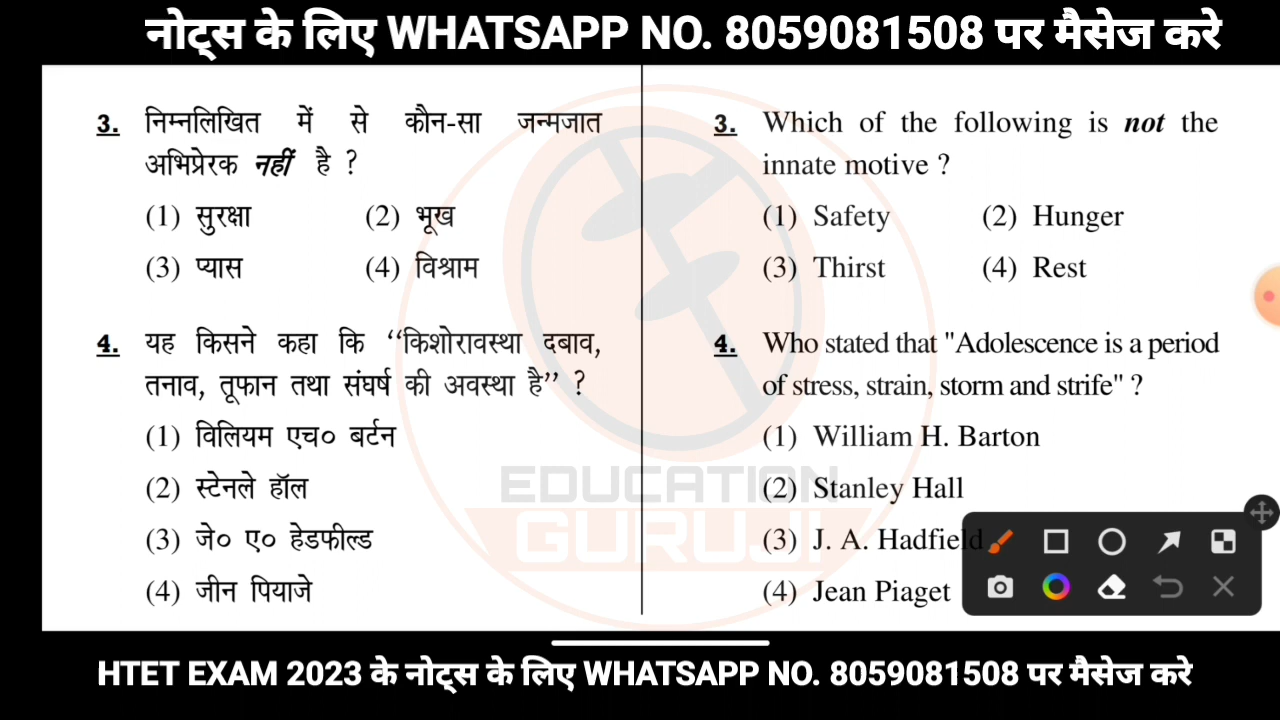 नोट्स के लिए WHATSAPP NO. 8059081508 पर मैसेज करे
3. निम्नलिखित में से कौन-सा जन्मजात
अभिप्रेरक नहीं है ?
(1) सुरक्षा (2) भूख
(3) प्यास (4) विश्राम
4. यह किसने कहा कि ‘‘किशोरावस्था दबाव,
तनाव, तूफान तथा संघर्ष की अवस्था है’’ ?
(1) विलियम एच० बर्टन
(2) स्टेनले हॉल
(3) जे० ए० हेडफील्ड
(4) जीन पियाजे
3. Which of the following is not the
innate motive ?
(1) Safety (2) Hunger
(3) Thirst (4) Rest
4. Who stated that "Adolescence is a period
of stress, strain, storm and strife" ?
(1) William H. Barton
(2) Stanley Hall
(3) J. A. Hadfield
(4) Jean Piaget
EDUCATION
GURUJI
HTET EXAM 2023 के नोट्स के लिए WHATSAPP NO. 8059081508 पर मैसेज करे